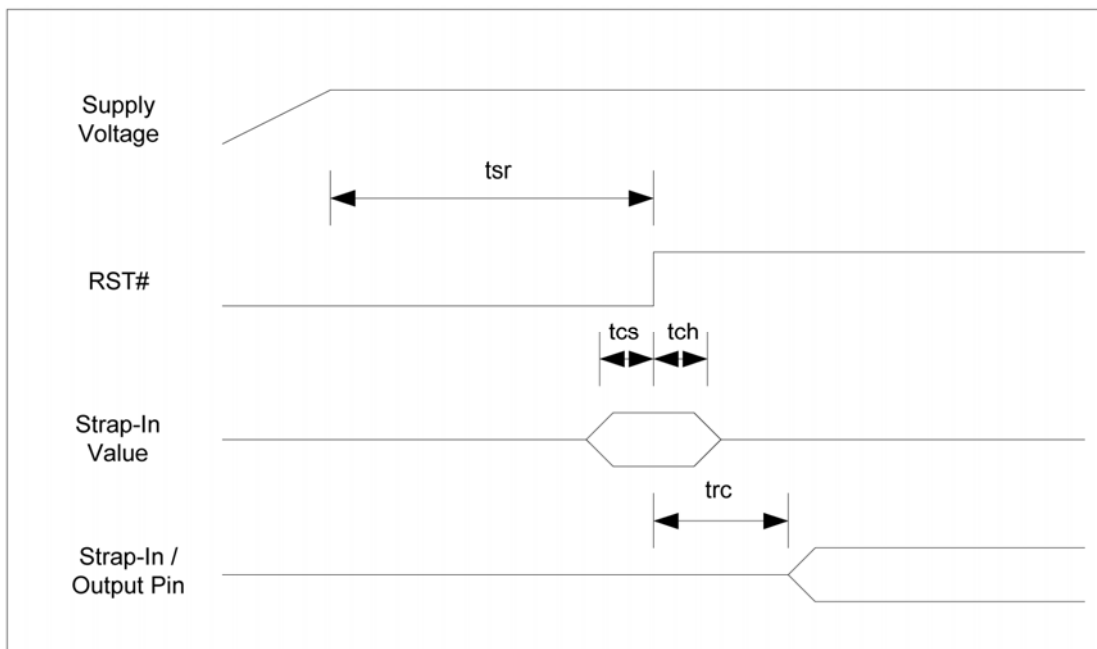 Supply
Voltage
tsr
RST#
tcs tch
Strap-In
Value
trc
Strap-In /
Output Pin